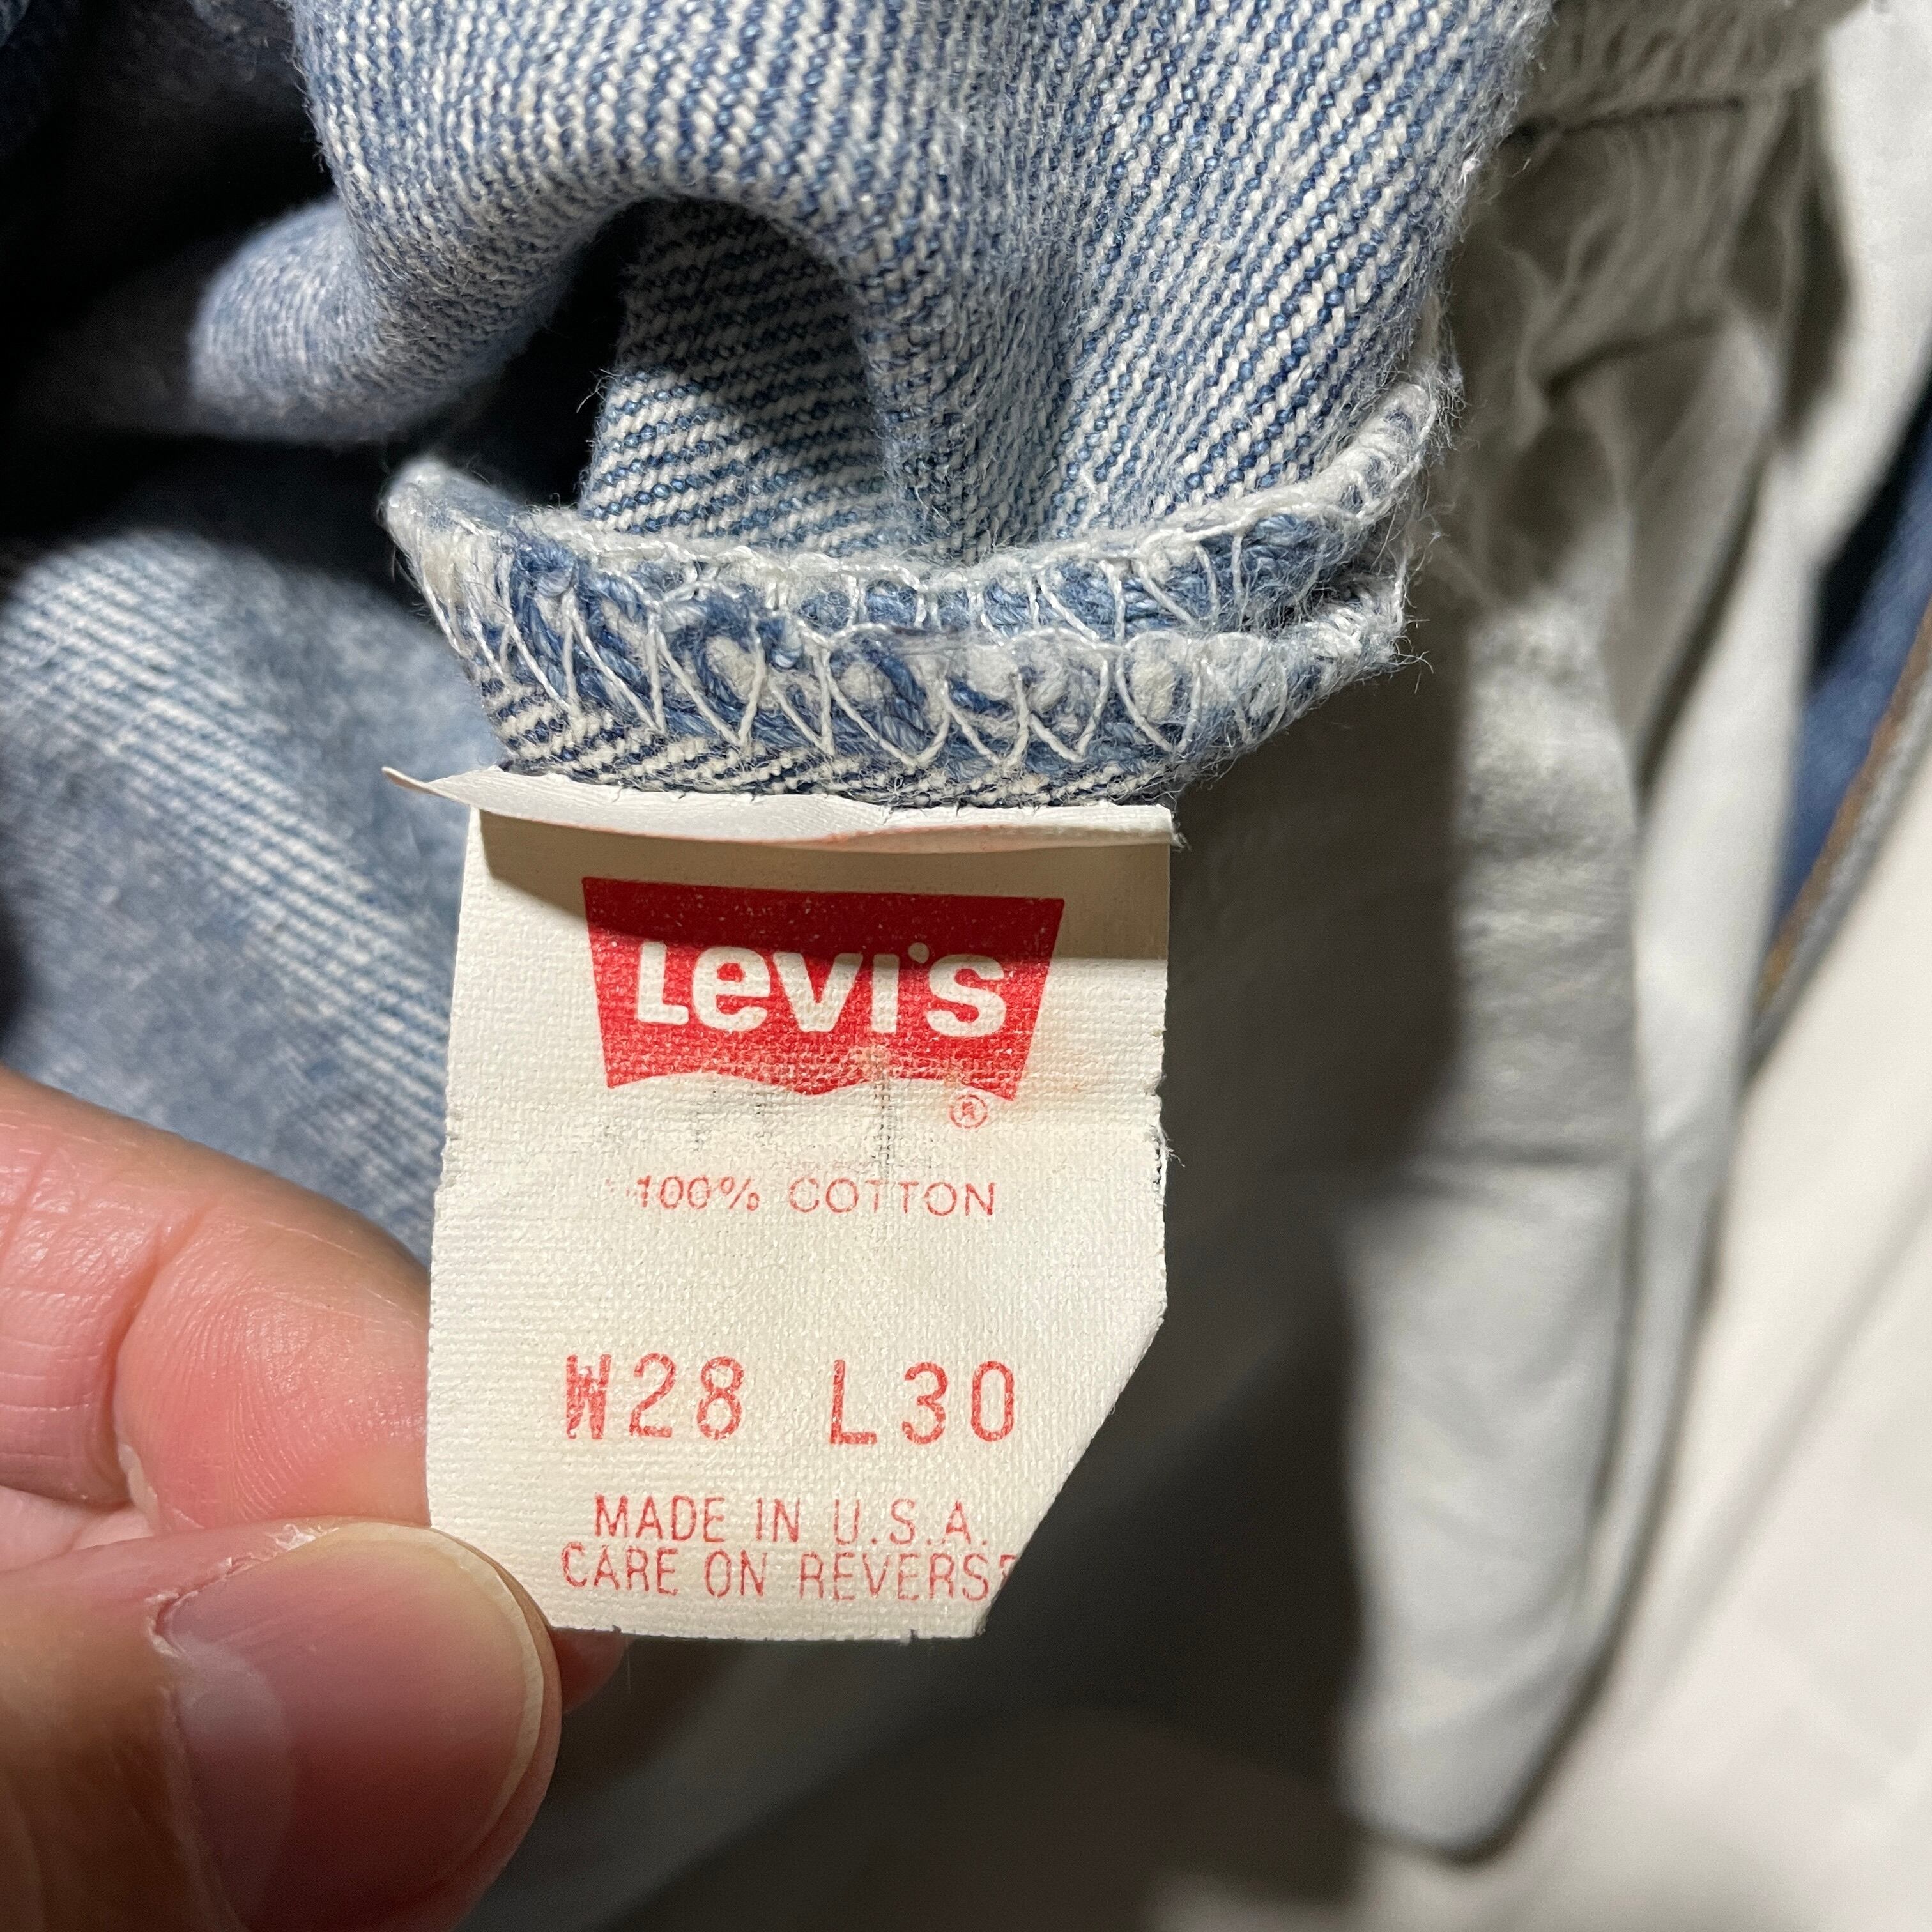 Levi's
®
100% COTTON
W28 L30
MADE IN U.S.A.
CARE ON REVERSE